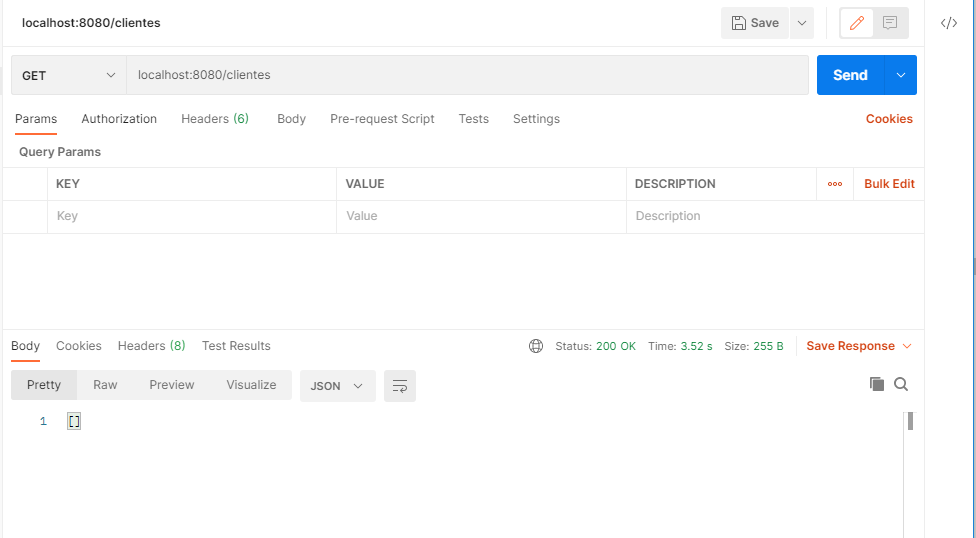 localhost:8080/clientes Save
GET localhost:8080/clientes Send
Params Authorization Headers (6) Body Pre-request Script Tests Settings Cookies
Query Params
KEY VALUE DESCRIPTION Bulk Edit
Key Value Description
Body Cookies Headers (8) Test Results Status: 200 OK Time: 3.52 s Size: 255 B Save Response
Pretty Raw Preview Visualize JSON
1 []